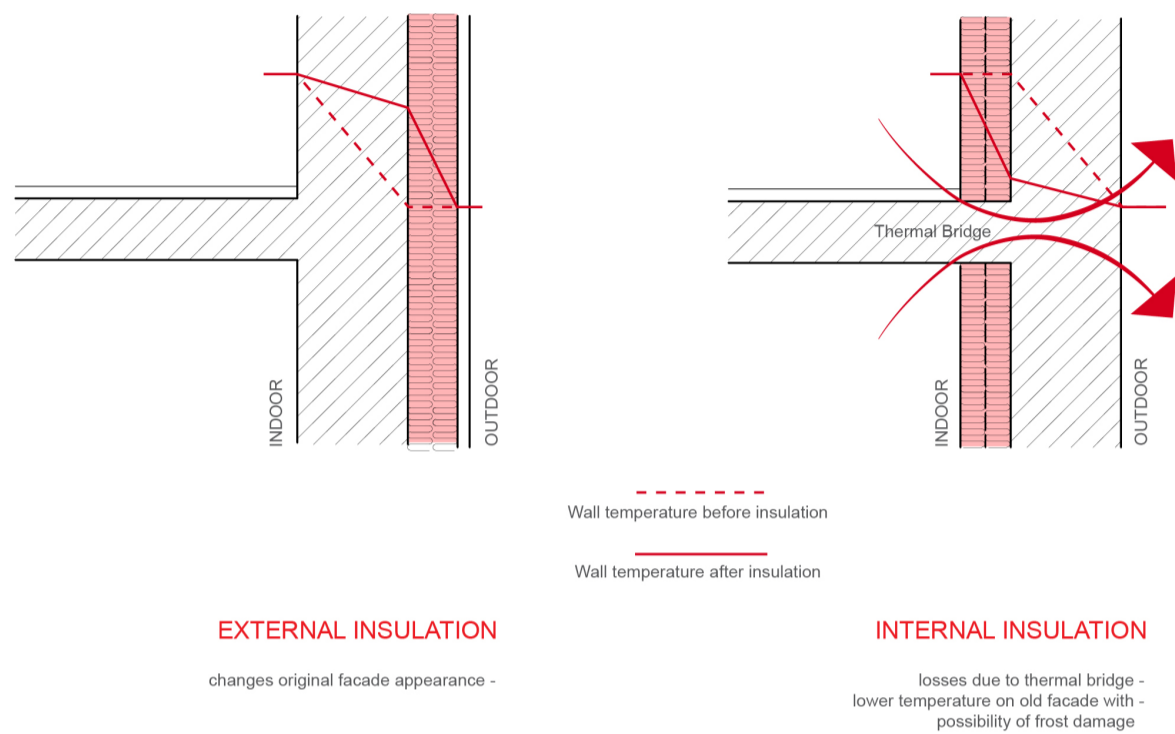 Thermal Bridge
INDOOR
OUTDOOR
INDOOR
OUTDOOR
Wall temperature before insulation
Wall temperature after insulation
EXTERNAL INSULATION
changes original facade appearance -
INTERNAL INSULATION
losses due to thermal bridge -
lower temperature on old facade with -
possibility of frost damage